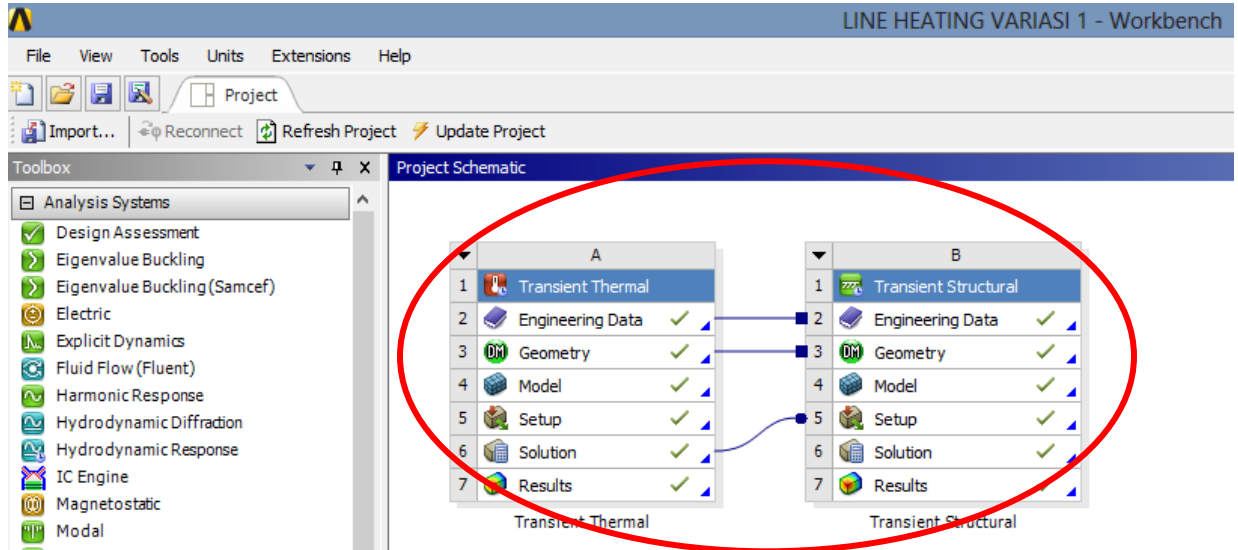 LINE HEATING VARIASI 1 - Workbench
File View Tools Units Extensions Help
Project
Import... Reconnect Refresh Project Update Project
Toolbox
Project Schematic
Analysis Systems
Design Assessment
Eigenvalue Buckling
Eigenvalue Buckling (Samcef)
Electric
Explicit Dynamics
Fluid Flow (Fluent)
Harmonic Response
Hydrodynamic Diffraction
Hydrodynamic Response
IC Engine
Magnetostatic
Modal
A
1 Transient Thermal
2 Engineering Data
3 DM Geometry
4 Model
5 Setup
6 Solution
7 Results
Transient Thermal
B
1 Transient Structural
2 Engineering Data
3 DM Geometry
4 Model
5 Setup
6 Solution
7 Results
Transient Structural